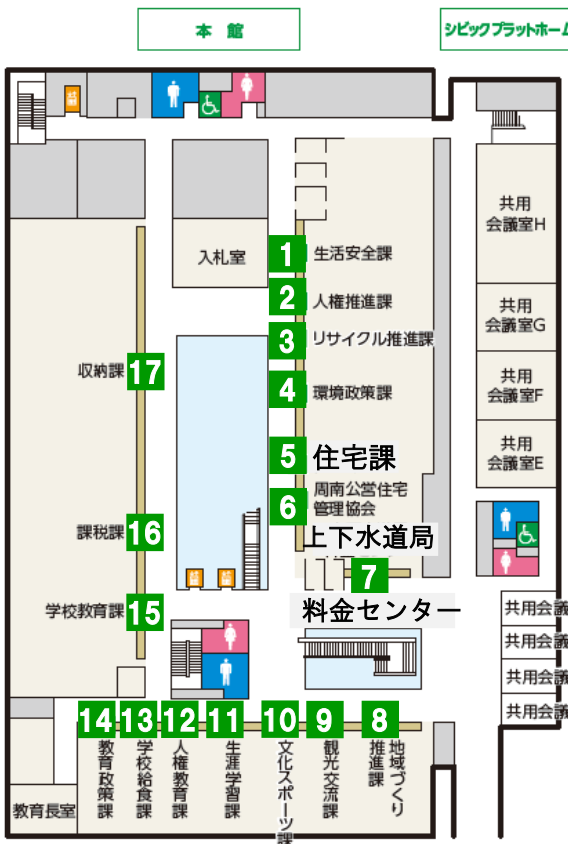 本 館
シビックプラットホーム
入札室
1 生活安全課
2 人権推進課
3 リサイクル推進課
4 環境政策課
5 住宅課
6 周南公営住宅
管理協会
上下水道局
7
料金センター
17 収納課
16 課税課
15 学校教育課
14 教育政策課
13 学校給食課
12 人権教育課
11 生涯学習課
10 文化スポーツ課
9 観光交流課
8 地域づくり
推進課
教育長室
共用
会議室H
共用
会議室G
共用
会議室F
共用
会議室E
共用会議
共用会議
共用会議
共用会議